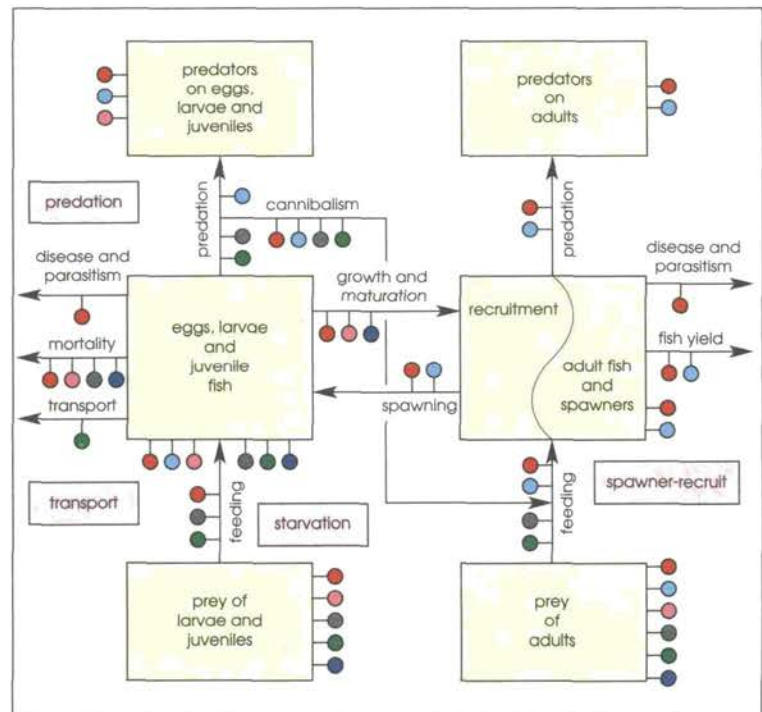 predators
on eggs,
larvae and
juveniles
predators
on
adults
predation
predation
cannibalism
predation
disease and
parasitism
growth and
maturation
disease and
parasitism
mortality
eggs, larvae
and
juvenile
fish
recruitment
fish yield
adult fish
and
spawners
transport
spawning
transport
feeding
starvation
feeding
spawner-recruit
prey of
larvae and
juveniles
prey
of
adults